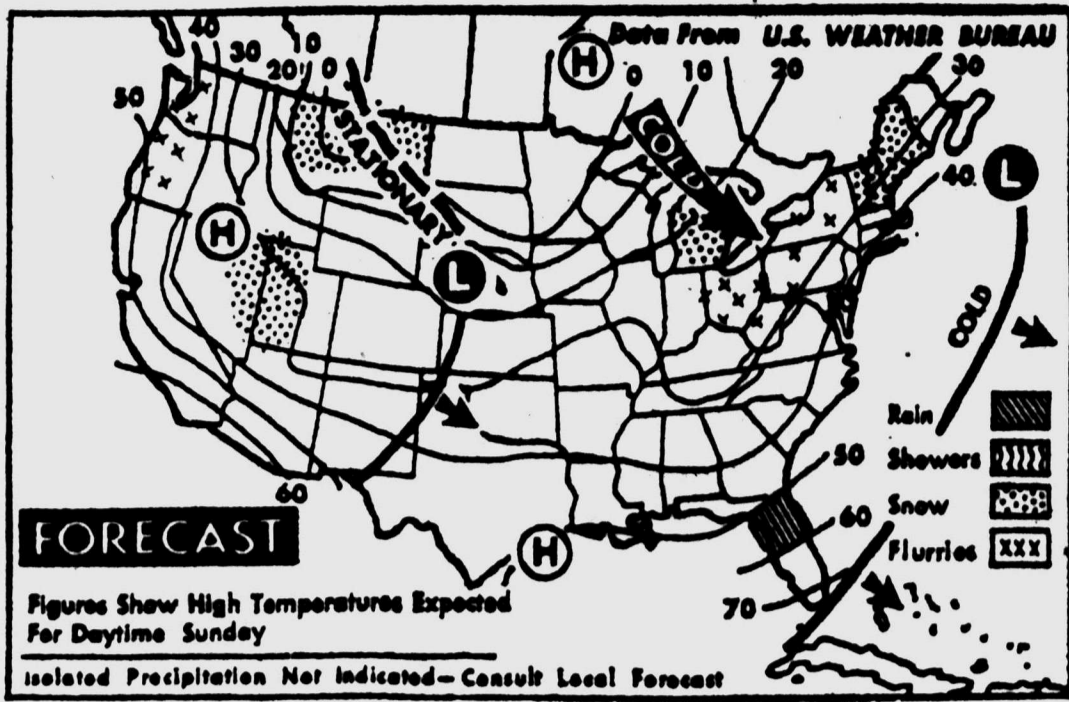 Data From U.S. WEATHER BUREAU
40
30
20
10
0
50
H
0
10
20
30
COLD
STATIONARY
40
L
H
L
COLD
60
H
50
60
70
Rain
Showers
Snow
Flurries
XXX
FORECAST
Figures Show High Temperatures Expected
For Daytime Sunday
Isolated Precipitation Not Indicated—Consult Local Forecast